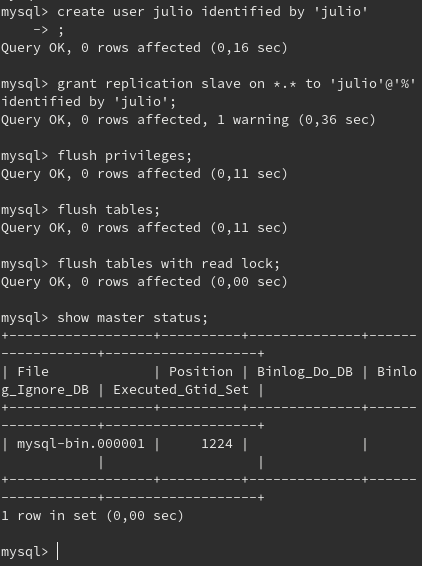 mysql> create user julio identified by 'julio'
    -> ;
Query OK, 0 rows affected (0,16 sec)

mysql> grant replication slave on *.* to 'julio'@'%'
identified by 'julio';
Query OK, 0 rows affected, 1 warning (0,36 sec)

mysql> flush privileges;
Query OK, 0 rows affected (0,11 sec)

mysql> flush tables;
Query OK, 0 rows affected (0,11 sec)

mysql> flush tables with read lock;
Query OK, 0 rows affected (0,00 sec)

mysql> show master status;
+------------------+----------+--------------+------
------------+-------------------+
| File             | Position | Binlog_Do_DB | Binlo
g_Ignore_DB | Executed_Gtid_Set |
+------------------+----------+--------------+------
------------+-------------------+
| mysql-bin.000001 |     1224 |              |
            |                   |
+------------------+----------+--------------+------
------------+-------------------+
1 row in set (0,00 sec)

mysql>